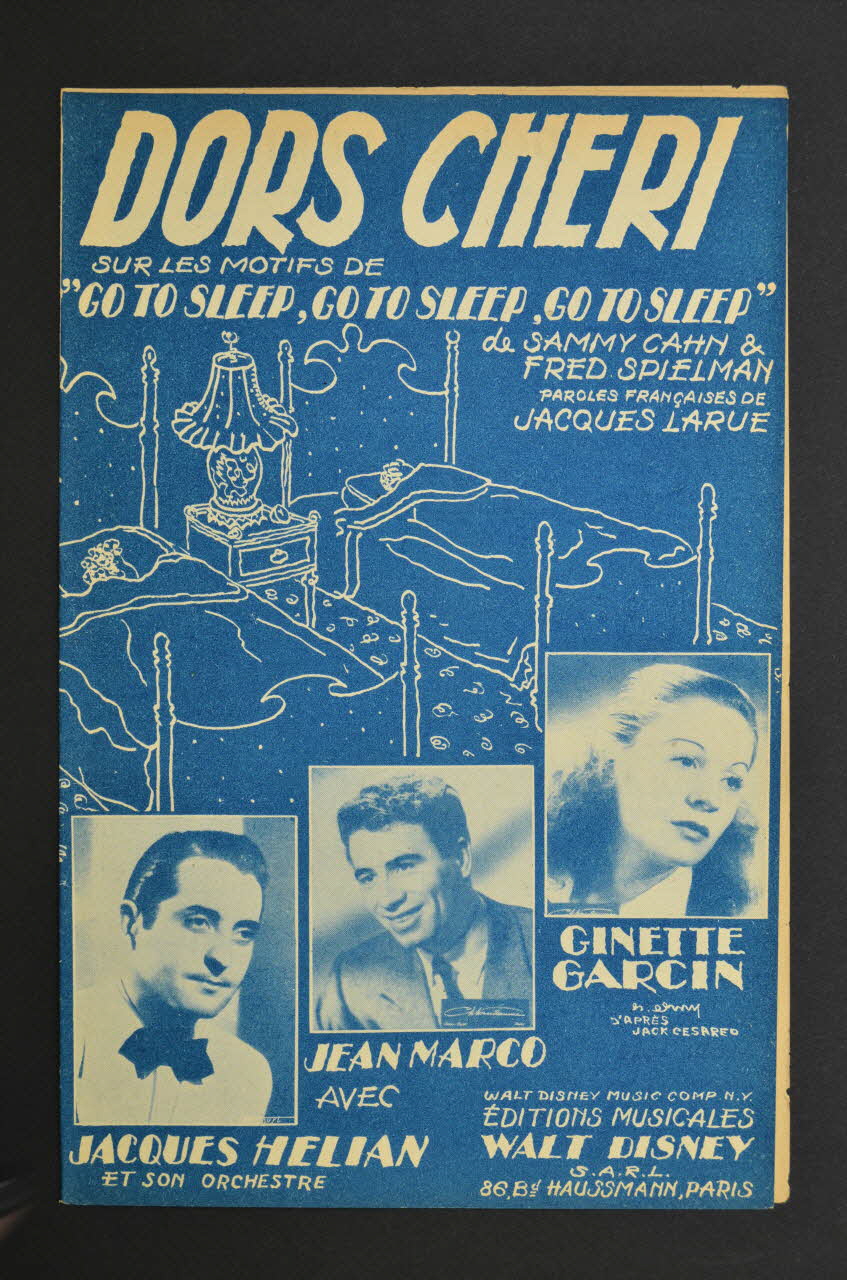 DORS CHERI
SUR LES MOTIFS DE
"GO TO SLEEP, GO TO SLEEP, GO TO SLEEP"
de SAMMY CAHN &
FRED SPIELMAN
PAROLES FRANÇAISES DE
JACQUES LARUE
GINETTE
GARCIN
D'APRÈS
JACK CESAREO
JEAN MARCO
AVEC
JACQUES HELIAN
ET SON ORCHESTRE
WALT DISNEY MUSIC COMP. N.Y.
ÉDITIONS MUSICALES
WALT DISNEY
S.A.R.L.
86, Bd HAUSSMANN, PARIS